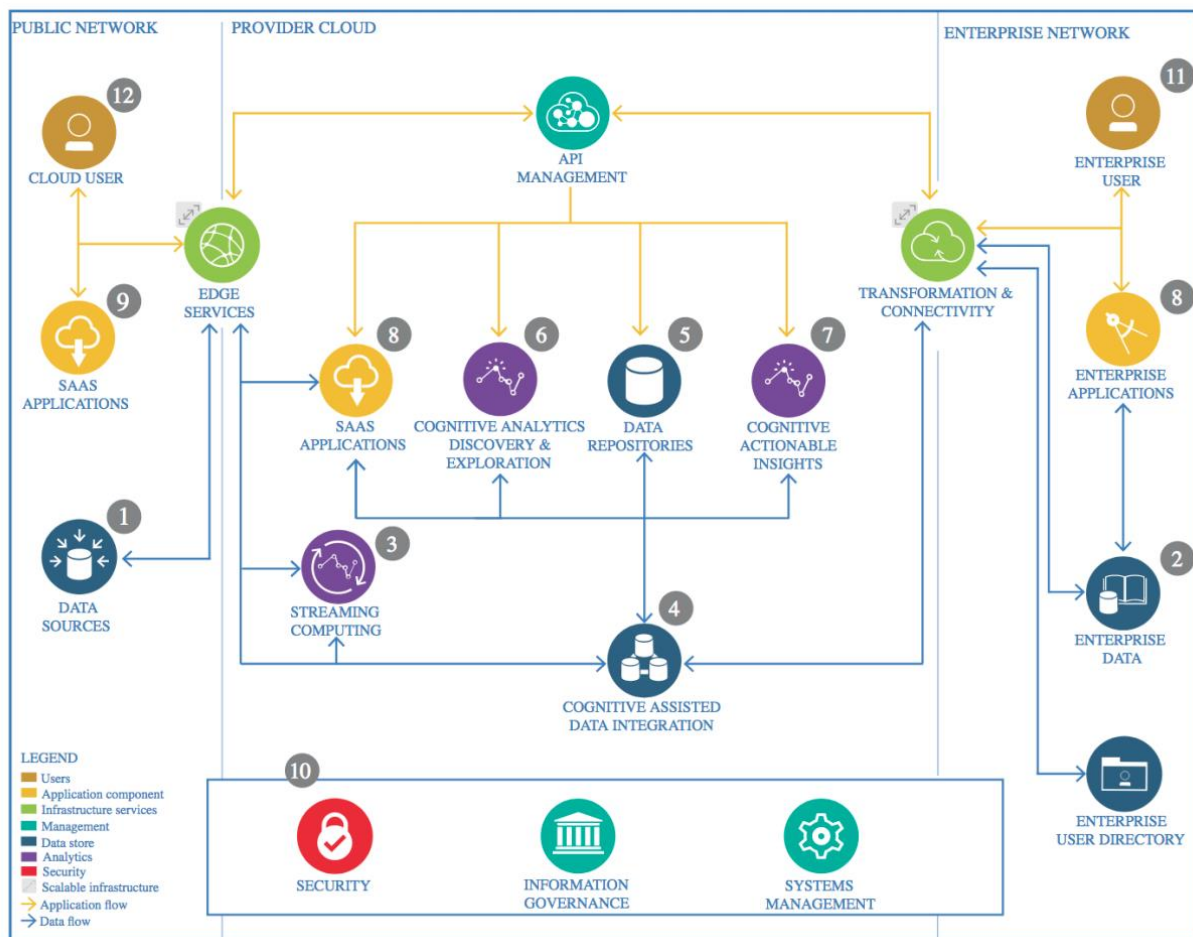 PUBLIC NETWORK
PROVIDER CLOUD
ENTERPRISE NETWORK
12
CLOUD USER
API
MANAGEMENT
11
ENTERPRISE
USER
EDGE
SERVICES
TRANSFORMATION &
CONNECTIVITY
9
SAAS
APPLICATIONS
8
SAAS
APPLICATIONS
6
COGNITIVE ANALYTICS
DISCOVERY &
EXPLORATION
5
DATA
REPOSITORIES
7
COGNITIVE
ACTIONABLE
INSIGHTS
8
ENTERPRISE
APPLICATIONS
1
DATA
SOURCES
3
STREAMING
COMPUTING
4
COGNITIVE ASSISTED
DATA INTEGRATION
2
ENTERPRISE
DATA
ENTERPRISE
USER DIRECTORY
LEGEND
Users
Application component
Infrastructure services
Management
Data store
Analytics
Security
Scalable infrastructure
Application flow
Data flow
10
SECURITY
INFORMATION
GOVERNANCE
SYSTEMS
MANAGEMENT